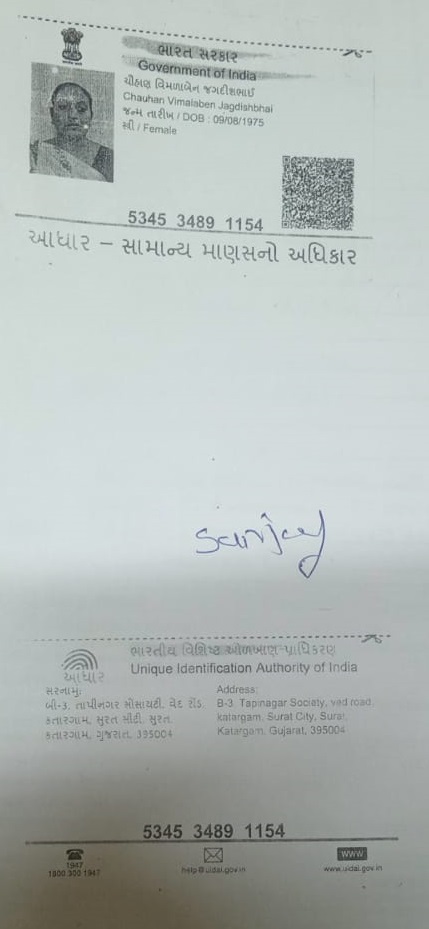 ભારત સરકાર
Government of India
ચૌહાણ વિમળાબેન જગદીશભાઈ
Chauhan Vimalaben Jagdishbhai
જન્મ તારીખ / DOB : 09/08/1975
સ્ત્રી / Female
5345 3489 1154
આધાર – સામાન્ય માણસનો અધિકાર
Sanjay
ભારતીય વિશિષ્ટ ઓળખાણ પ્રાધિકરણ
Unique Identification Authority of India
આધાર
સરનામું:
બી-3, તાપીનગર સોસાયટી, વેદ રોડ,
કતારગામ, સુરત સીટી, સુરત,
કતારગામ, ગુજરાત, 395004
Address:
B-3, Tapinagar Society, ved road,
katargam, Surat City, Surat,
Katargam, Gujarat, 395004
5345 3489 1154
1947
1800 300 1947
help@uidai.gov.in
WWW
www.uidai.gov.in